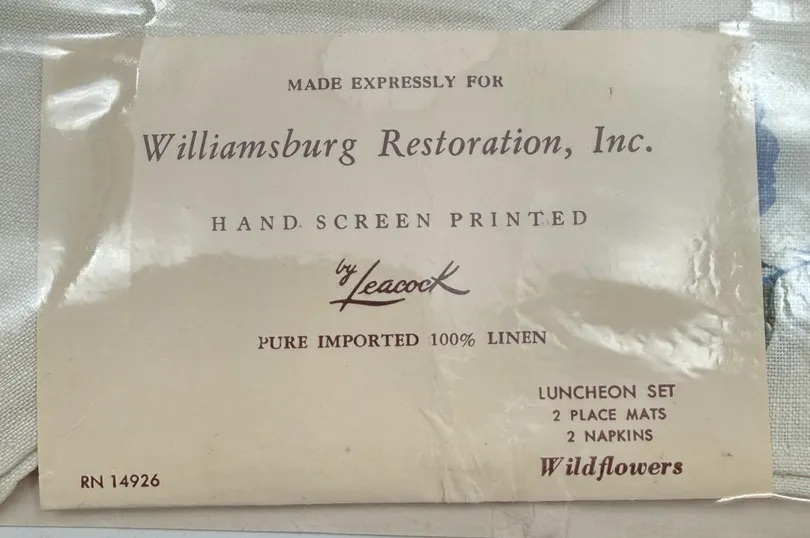 MADE EXPRESSLY FOR
Williamsburg Restoration, Inc.
HAND SCREEN PRINTED
by Leacock
PURE IMPORTED 100% LINEN
LUNCHEON SET
2 PLACE MATS
2 NAPKINS
Wildflowers
RN 14926